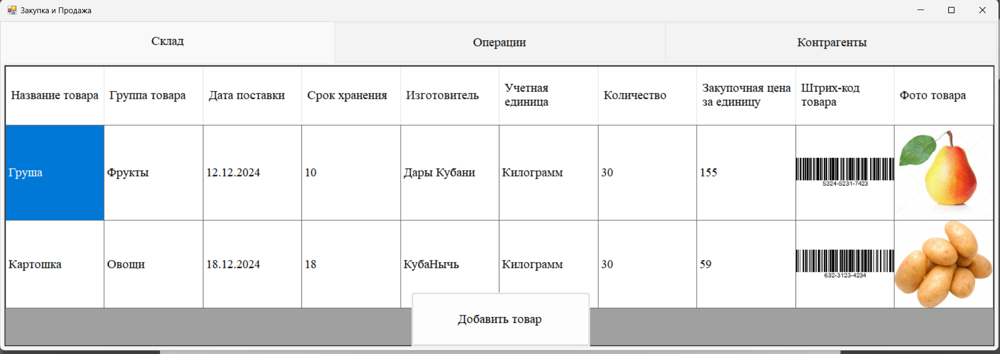 Закупка и Продажа
Склад
Операции
Контрагенты
Название товара
Группа товара
Дата поставки
Срок хранения
Изготовитель
Учетная
единица
Количество
Закупочная цена
за единицу
Штрих-код
товара
Фото товара
Груша
Фрукты
12.12.2024
10
Дары Кубани
Килограмм
30
155
5324-5231-7423
Картошка
Овощи
18.12.2024
18
КубаНычь
Килограмм
30
59
632-3123-4234
Добавить товар